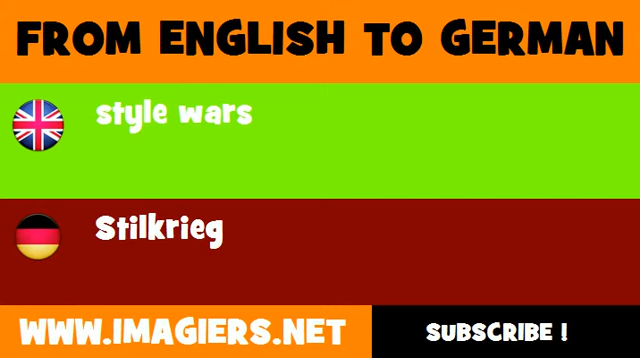 FROM ENGLISH TO GERMAN
style wars
Stilkrieg
WWW.IMAGIERS.NET
SUBSCRIBE !